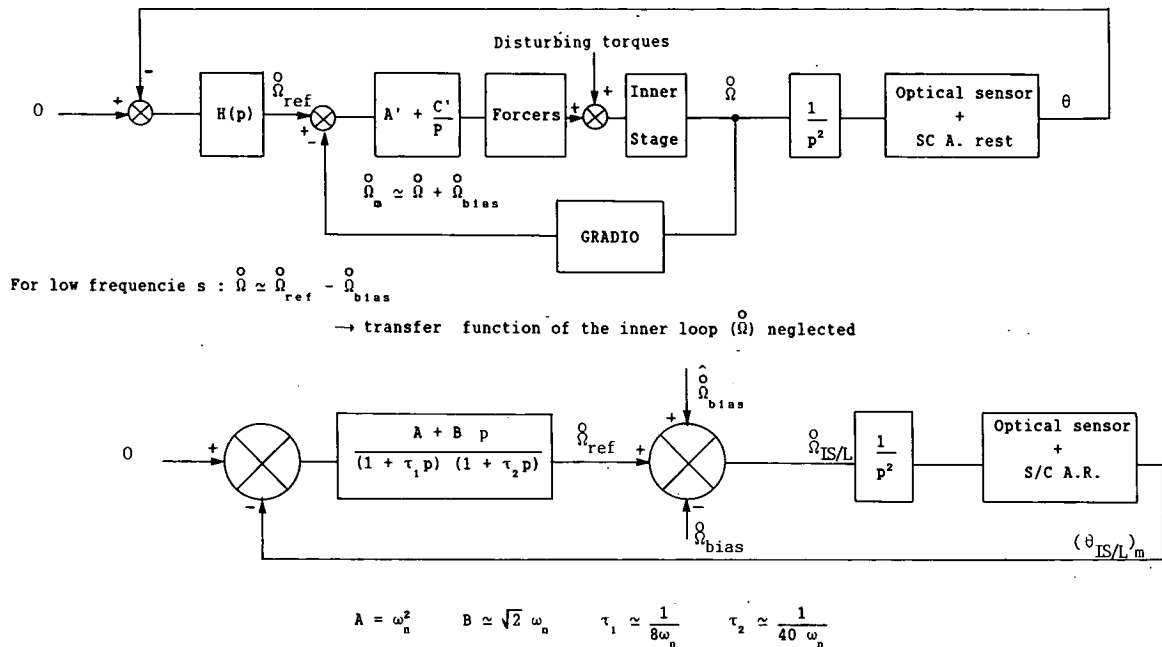 Disturbing torques
-
+
0
H(p)
Ω̊ref
+
-
A' + C'/P
Forcers
+
+
Inner
Stage
Ω̊
1/p²
Optical sensor
+
SC A. rest
θ
Ω̊m ≃ Ω̊ + Ω̊bias
GRADIO
For low frequencie s : Ω̊ ≃ Ω̊ref - Ω̊bias
→ transfer function of the inner loop (Ω̊) neglected
0
+
-
A + B p
(1 + τ₁p) (1 + τ₂p)
Ω̊ref
Ω̂̊bias
+
+
-
Ω̊bias
Ω̊IS/L
1/p²
Optical sensor
+
S/C A.R.
(θIS/L)m
A = ωn² B ≃ √2 ωn τ₁ ≃ 1/8ωn τ₂ ≃ 1/40 ωn